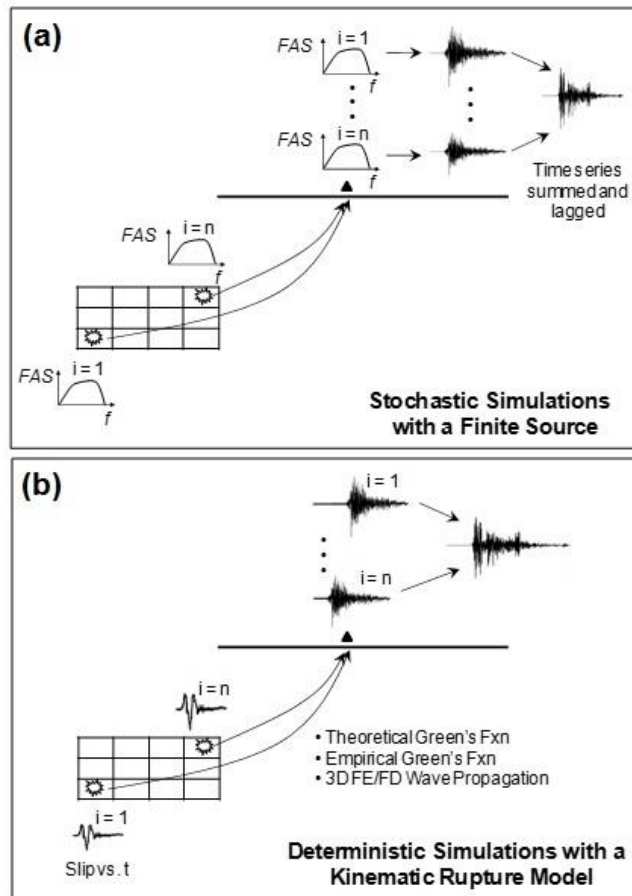 (a)
FAS
i = 1
f
FAS
i = n
f
Time series
summed and
lagged
FAS
i = n
f
FAS
i = 1
f
Stochastic Simulations
with a Finite Source
(b)
i = 1
i = n
i = n
• Theoretical Green's Fxn
• Empirical Green's Fxn
• 3D FE/FD Wave Propagation
i = 1
Slip vs. t
Deterministic Simulations with a
Kinematic Rupture Model